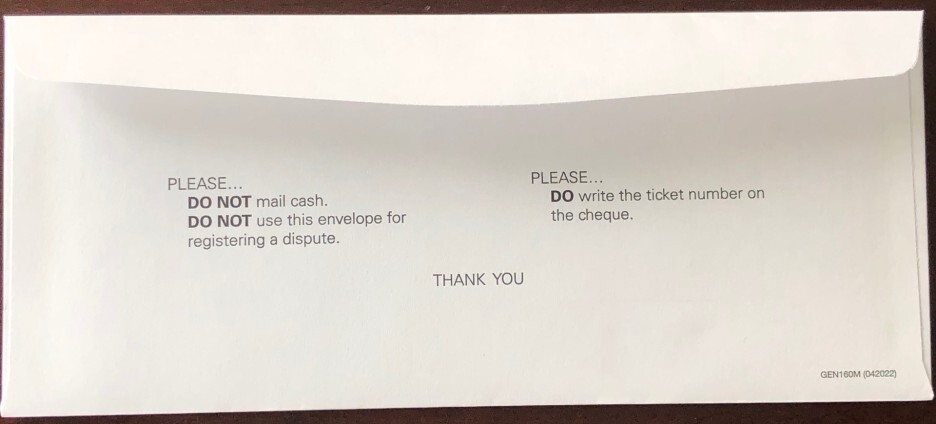 PLEASE...
DO NOT mail cash.
DO NOT use this envelope for
registering a dispute.
PLEASE...
DO write the ticket number on
the cheque.
THANK YOU
GEN160M (042022)